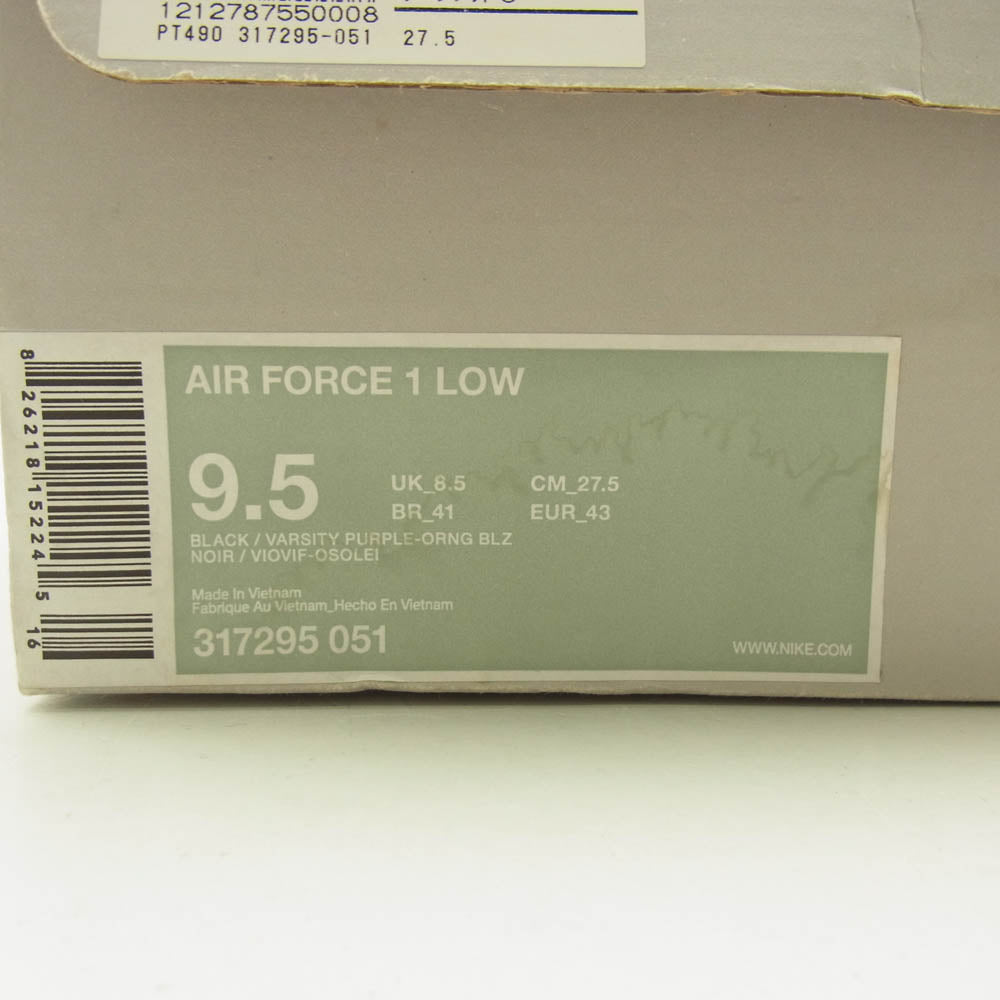 1212787550008
PT490 317295-051 27.5
AIR FORCE 1 LOW
9.5
UK_8.5 CM_27.5
BR_41 EUR_43
BLACK / VARSITY PURPLE-ORNG BLZ
NOIR / VIOVIF-OSOLEI
Made In Vietnam
Fabrique Au Vietnam_Hecho En Vietnam
317295 051
WWW.NIKE.COM
8 26218 15224 5 16